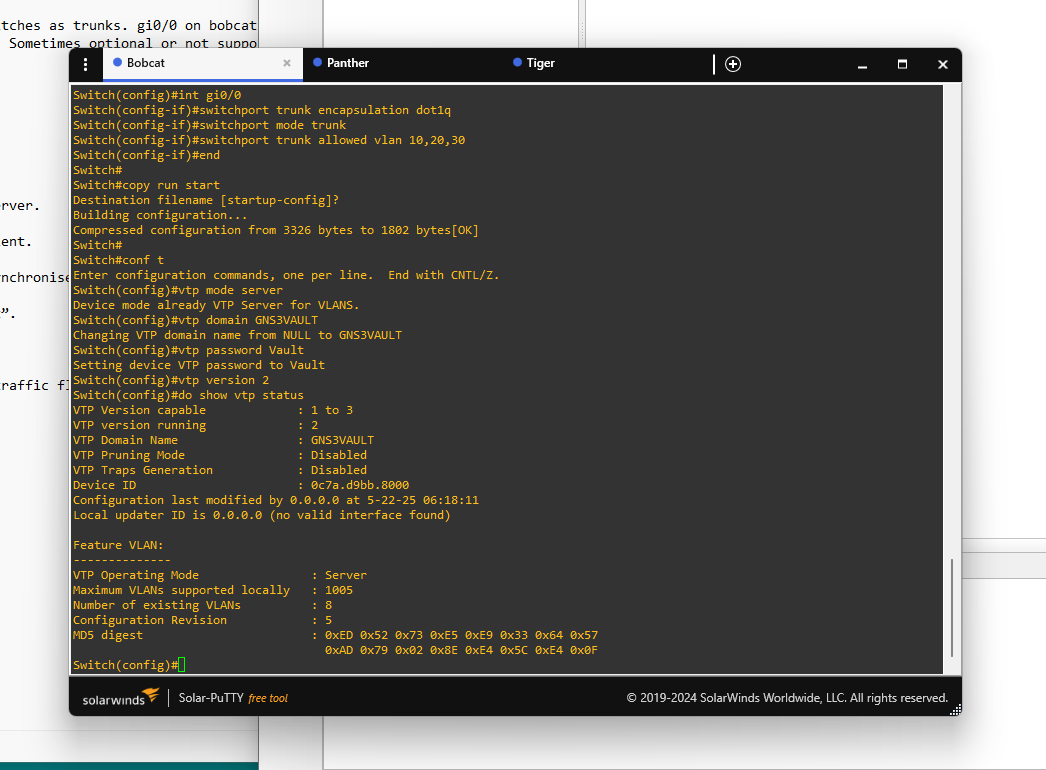 tches as trunks. gi0/0 on bobcat
Sometimes optional or not suppo
Bobcat
Panther
Tiger
rver.
ent.
nchronise
”.
raffic fl
Switch(config)#int gi0/0
Switch(config-if)#switchport trunk encapsulation dot1q
Switch(config-if)#switchport mode trunk
Switch(config-if)#switchport trunk allowed vlan 10,20,30
Switch(config-if)#end
Switch#
Switch#copy run start
Destination filename [startup-config]?
Building configuration...
Compressed configuration from 3326 bytes to 1802 bytes[OK]
Switch#
Switch#conf t
Enter configuration commands, one per line.  End with CNTL/Z.
Switch(config)#vtp mode server
Device mode already VTP Server for VLANS.
Switch(config)#vtp domain GNS3VAULT
Changing VTP domain name from NULL to GNS3VAULT
Switch(config)#vtp password Vault
Setting device VTP password to Vault
Switch(config)#vtp version 2
Switch(config)#do show vtp status
VTP Version capable             : 1 to 3
VTP version running             : 2
VTP Domain Name                 : GNS3VAULT
VTP Pruning Mode                : Disabled
VTP Traps Generation            : Disabled
Device ID                       : 0c7a.d9bb.8000
Configuration last modified by 0.0.0.0 at 5-22-25 06:18:11
Local updater ID is 0.0.0.0 (no valid interface found)
Feature VLAN:
--------------
VTP Operating Mode                : Server
Maximum VLANs supported locally   : 1005
Number of existing VLANs          : 8
Configuration Revision            : 5
MD5 digest                        : 0xED 0x52 0x73 0xE5 0xE9 0x33 0x64 0x57
0xAD 0x79 0x02 0x8E 0xE4 0x5C 0xE4 0x0F
Switch(config)#
solarwinds | Solar-PuTTY free tool
© 2019-2024 SolarWinds Worldwide, LLC. All rights reserved.